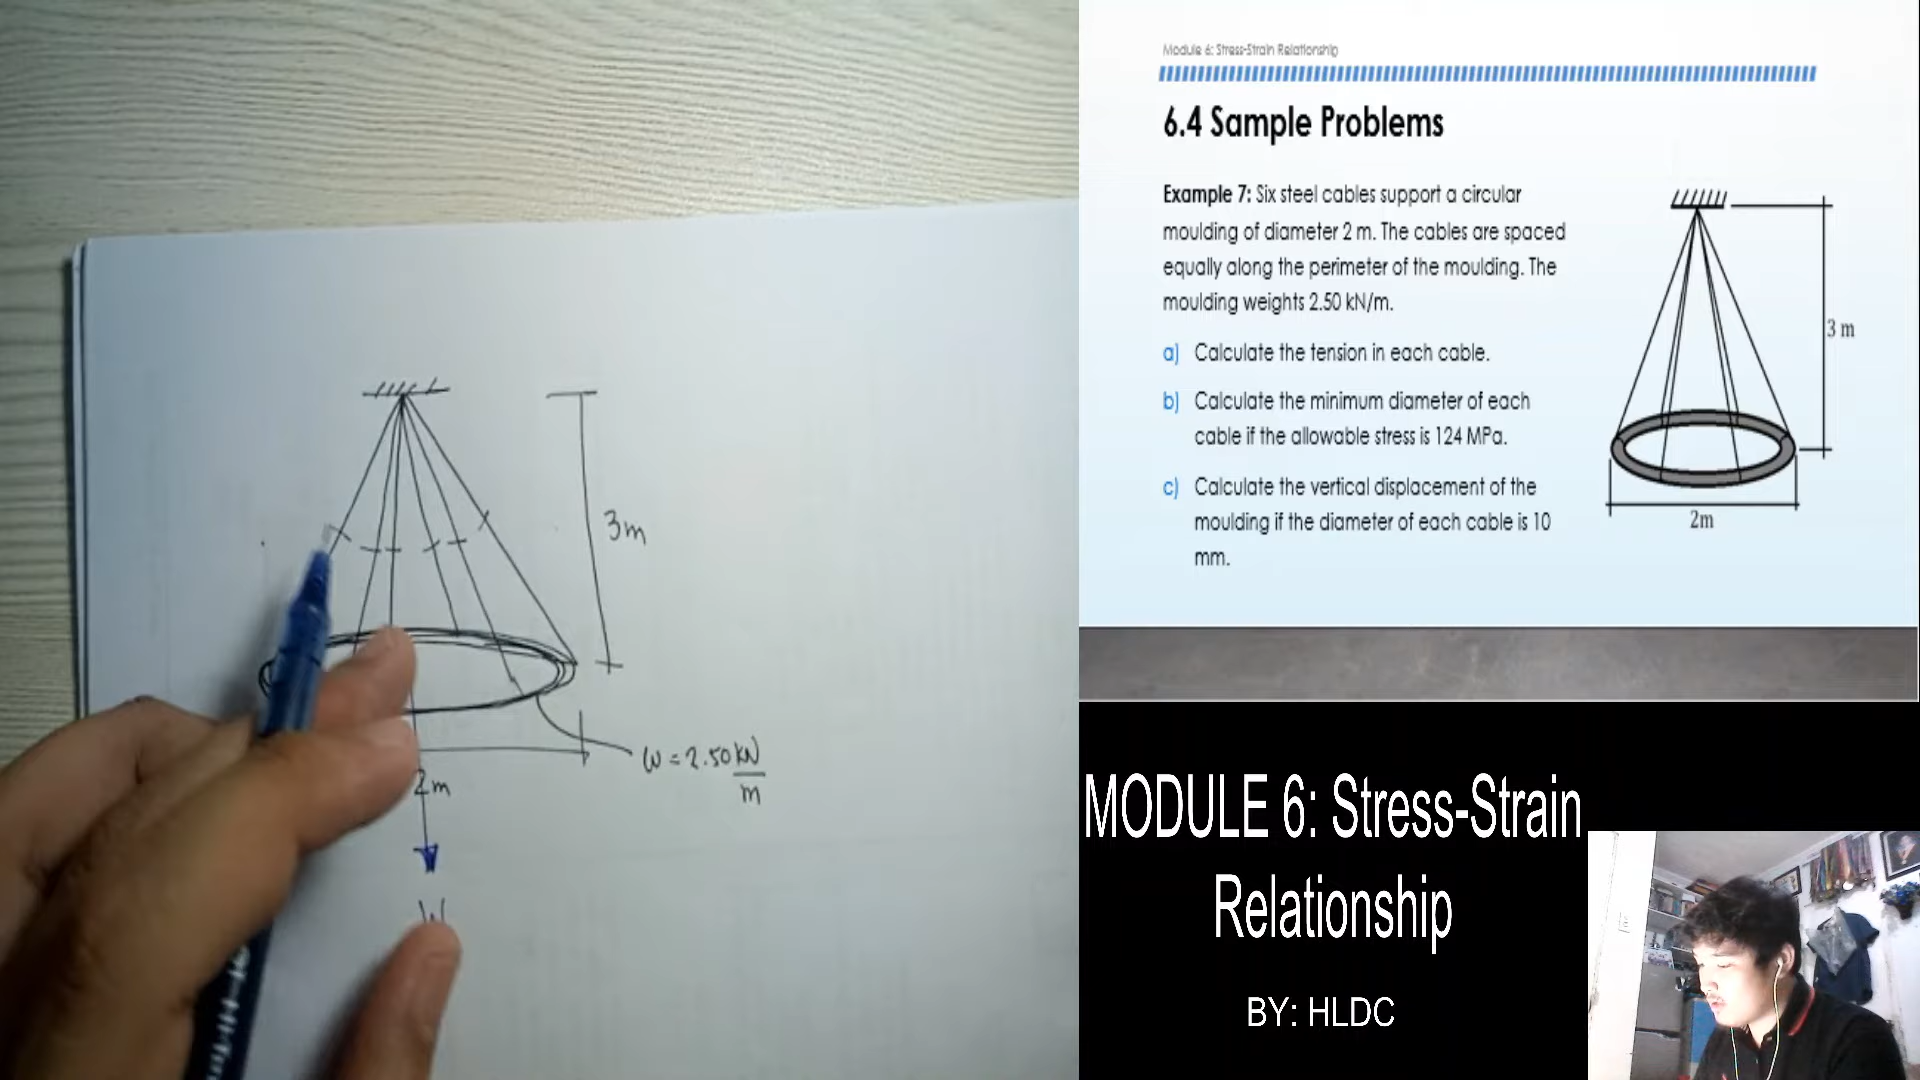 3m
W = 2.50 kN
m
2m
W
Module 6: Stress-Strain Relationship
6.4 Sample Problems
Example 7: Six steel cables support a circular
moulding of diameter 2 m. The cables are spaced
equally along the perimeter of the moulding. The
moulding weights 2.50 kN/m.
a) Calculate the tension in each cable.
b) Calculate the minimum diameter of each
cable if the allowable stress is 124 MPa.
c) Calculate the vertical displacement of the
moulding if the diameter of each cable is 10
mm.
3 m
2m
MODULE 6: Stress-Strain
Relationship
BY: HLDC